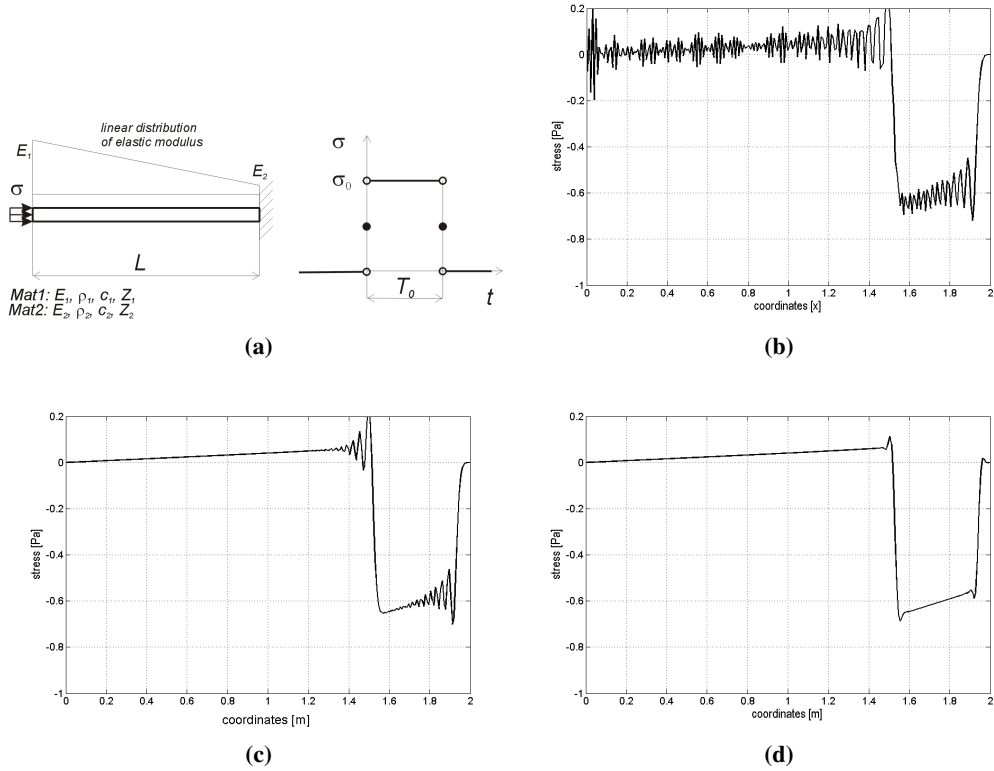 linear distribution
of elastic modulus
E₁
E₂
σ
L
Mat1: E₁, ρ₁, c₁, Z₁
Mat2: E₂, ρ₂, c₂, Z₂
σ
σ₀
T₀
t
(a)
0.2
0
-0.2
-0.4
-0.6
-0.8
-1
stress [Pa]
0 0.2 0.4 0.6 0.8 1 1.2 1.4 1.6 1.8 2
coordinates [x]
(b)
0.2
0
-0.2
-0.4
-0.6
-0.8
-1
stress [Pa]
0 0.2 0.4 0.6 0.8 1 1.2 1.4 1.6 1.8 2
coordinates [m]
(c)
0.2
0
-0.2
-0.4
-0.6
-0.8
-1
stress [Pa]
0 0.2 0.4 0.6 0.8 1 1.2 1.4 1.6 1.8 2
coordinates [m]
(d)